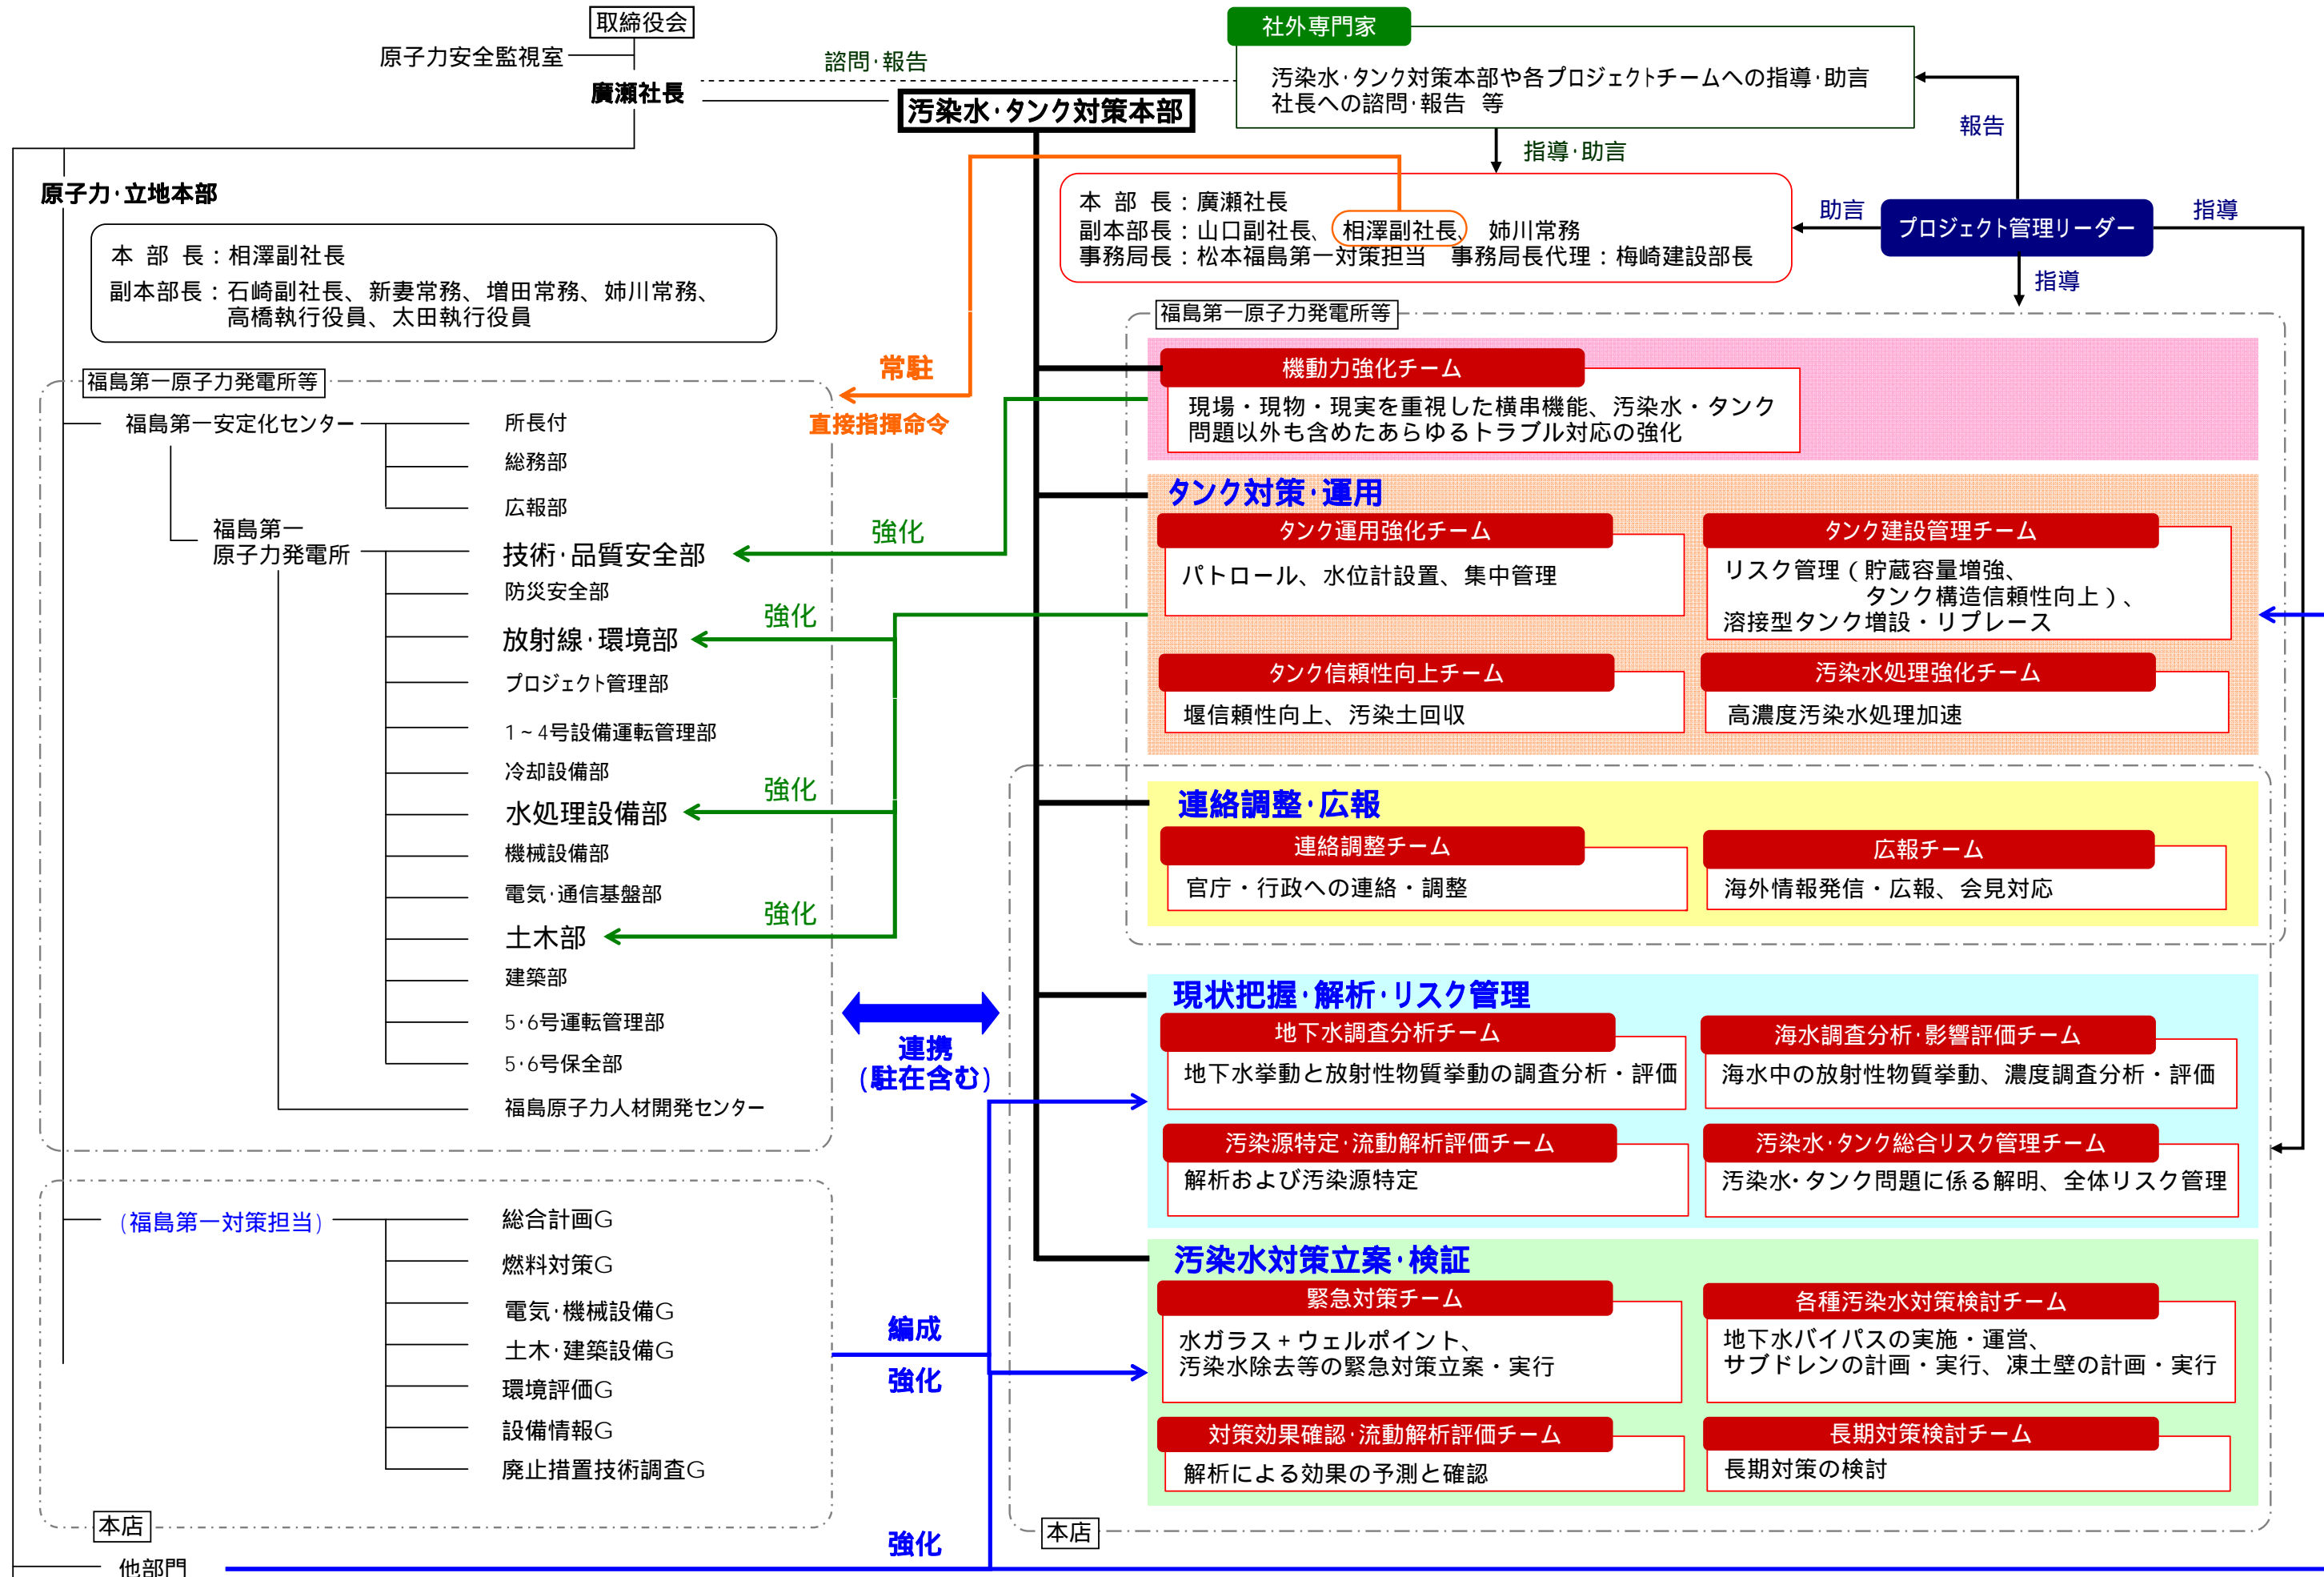 取締役会
原子力安全監視室
廣瀬社長
諮問･報告
汚染水･タンク対策本部
社外専門家
汚染水･タンク対策本部や各プロジェクトチームへの指導･助言
社長への諮問･報告 等
報告
指導･助言
原子力･立地本部
本 部 長：相澤副社長
副本部長：石崎副社長、新妻常務、増田常務、姉川常務、
高橋執行役員、太田執行役員
本 部 長：廣瀬社長
副本部長：山口副社長、相澤副社長、姉川常務
事務局長：松本福島第一対策担当　事務局長代理：梅崎建設部長
助言
プロジェクト管理リーダー
指導
指導
福島第一原子力発電所等
福島第一安定化センター
所長付
総務部
広報部
福島第一
原子力発電所
技術･品質安全部
防災安全部
放射線･環境部
プロジェクト管理部
1～4号設備運転管理部
冷却設備部
水処理設備部
機械設備部
電気･通信基盤部
土木部
建築部
5･6号運転管理部
5･6号保全部
福島原子力人材開発センター
常駐
直接指揮命令
強化
強化
強化
強化
連携
(駐在含む)
福島第一原子力発電所等
機動力強化チーム
現場・現物・現実を重視した横串機能、汚染水・タンク
問題以外も含めたあらゆるトラブル対応の強化
タンク対策･運用
タンク運用強化チーム
パトロール、水位計設置、集中管理
タンク建設管理チーム
リスク管理（貯蔵容量増強、
タンク構造信頼性向上）、
溶接型タンク増設・リプレース
タンク信頼性向上チーム
堰信頼性向上、汚染土回収
汚染水処理強化チーム
高濃度汚染水処理加速
連絡調整･広報
連絡調整チーム
官庁・行政への連絡・調整
広報チーム
海外情報発信・広報、会見対応
現状把握･解析･リスク管理
地下水調査分析チーム
地下水挙動と放射性物質挙動の調査分析・評価
海水調査分析･影響評価チーム
海水中の放射性物質挙動、濃度調査分析・評価
汚染源特定･流動解析評価チーム
解析および汚染源特定
汚染水･タンク総合リスク管理チーム
汚染水･タンク問題に係る解明、全体リスク管理
汚染水対策立案･検証
緊急対策チーム
水ガラス＋ウェルポイント、
汚染水除去等の緊急対策立案・実行
各種汚染水対策検討チーム
地下水バイパスの実施・運営、
サブドレンの計画・実行、凍土壁の計画・実行
対策効果確認･流動解析評価チーム
解析による効果の予測と確認
長期対策検討チーム
長期対策の検討
本店
(福島第一対策担当)
総合計画G
燃料対策G
電気･機械設備G
土木･建築設備G
環境評価G
設備情報G
廃止措置技術調査G
編成
強化
本店
強化
他部門